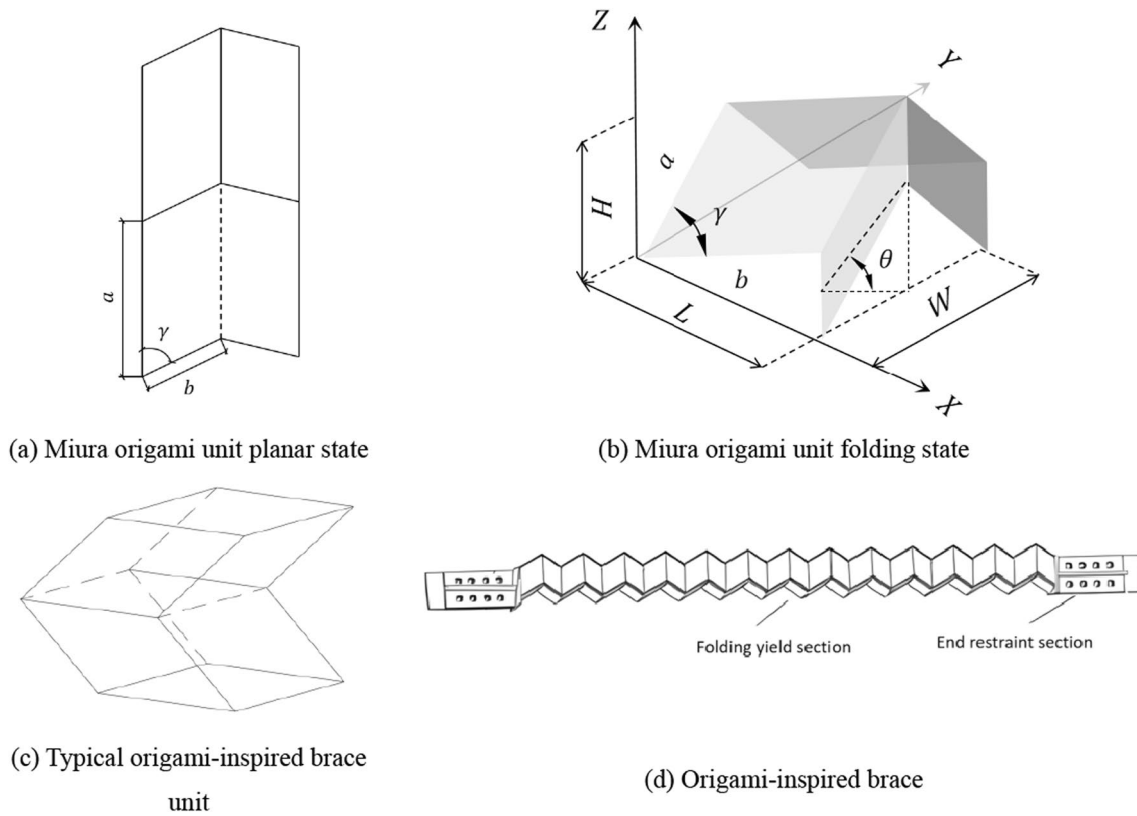 a
γ
b
Z
Y
H
a
γ
b
θ
L
W
X
(a) Miura origami unit planar state
(b) Miura origami unit folding state
Folding yield section
End restraint section
(c) Typical origami-inspired brace
unit
(d) Origami-inspired brace